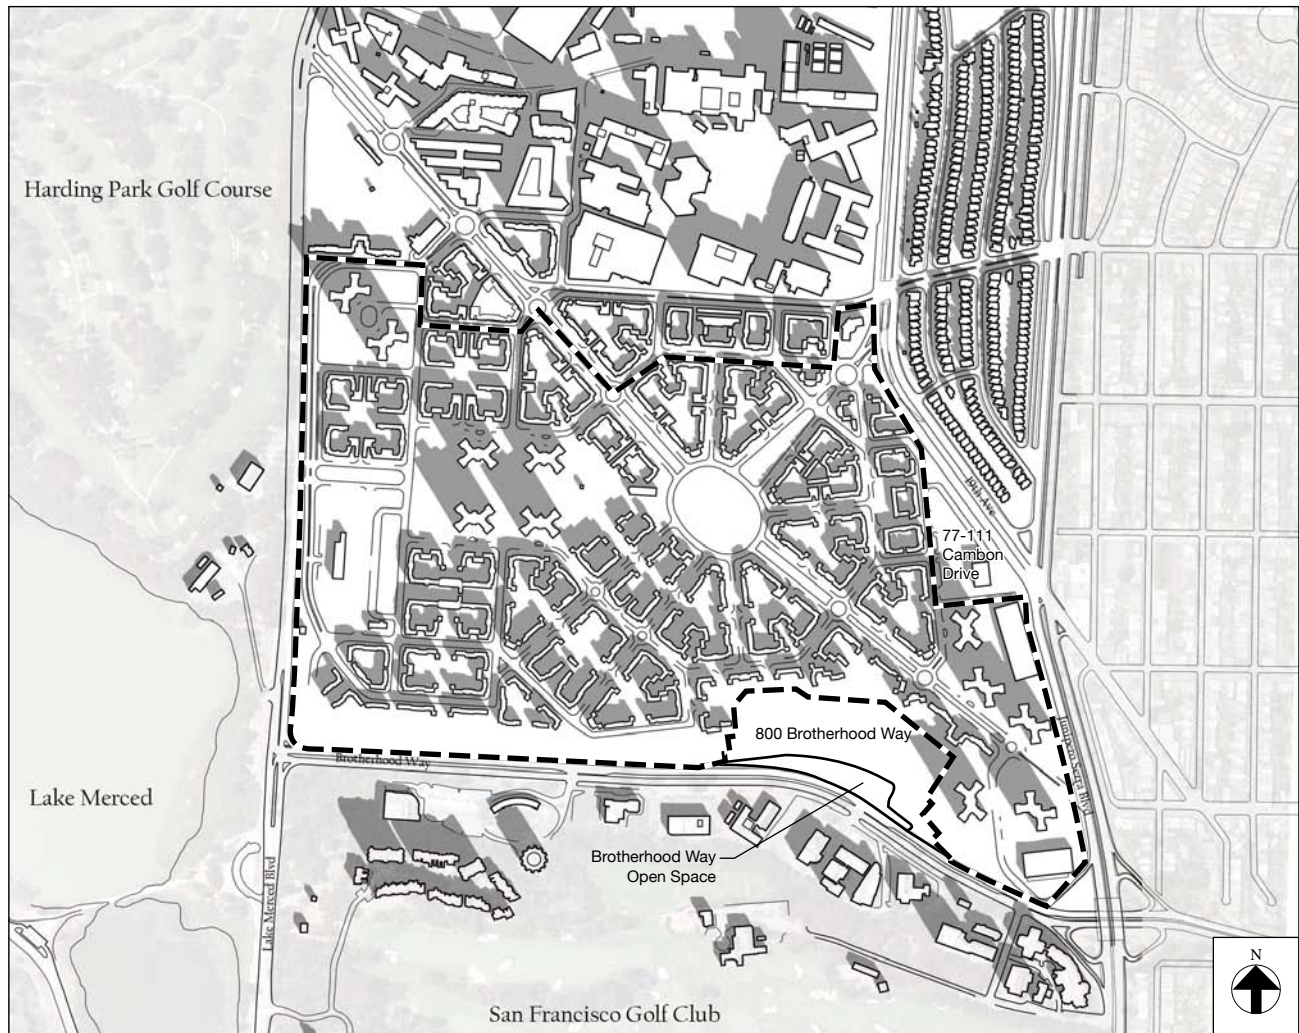 Harding Park Golf Course
19th Ave
77-111
Cambon
Drive
Junipero Serra Blvd
800 Brotherhood Way
Brotherhood Way
Lake Merced
Brotherhood Way
Open Space
Lake Merced Blvd
N
San Francisco Golf Club